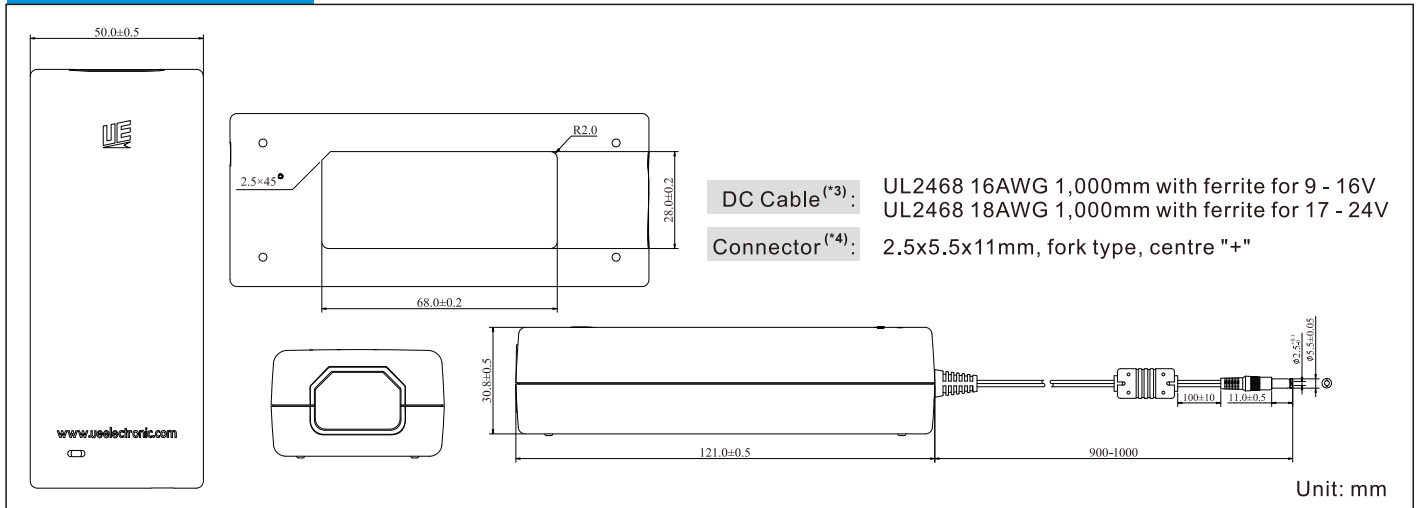 50.0±0.5
UE
www.ueelectronic.com
R2.0
2.5×45°
28.0±0.2
68.0±0.2
DC Cable(*3): UL2468 16AWG 1,000mm with ferrite for 9 - 16V
UL2468 18AWG 1,000mm with ferrite for 17 - 24V
Connector(*4): 2.5x5.5x11mm, fork type, centre "+"
30.8±0.5
121.0±0.5
900-1000
100±10
11.0±0.5
ø5.5±0.05
Unit: mm